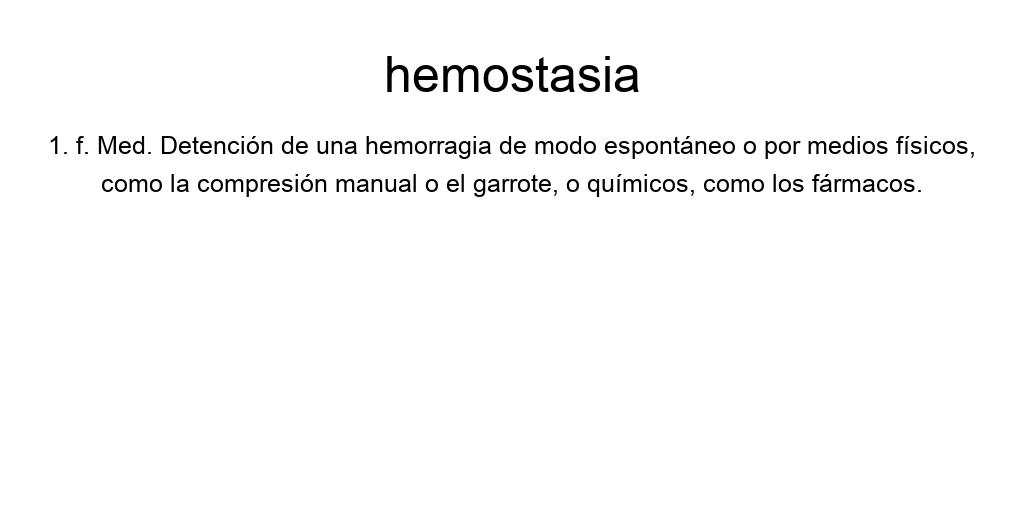 hemostasia
1. f. Med. Detención de una hemorragia de modo espontáneo o por medios físicos,
como la compresión manual o el garrote, o químicos, como los fármacos.